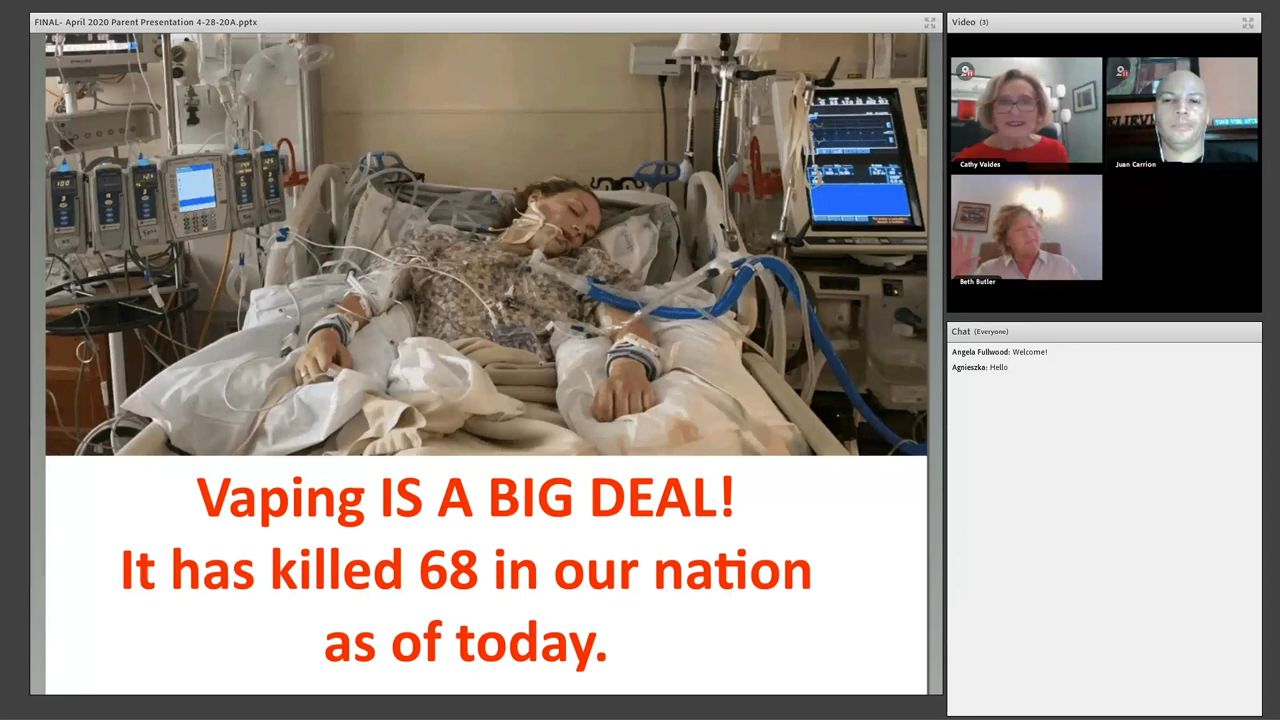 FINAL- April 2020 Parent Presentation 4-28-20A.pptx
Vaping IS A BIG DEAL!
It has killed 68 in our nation
as of today.
Video (3)
Cathy Valdes
Juan Carrion
Beth Butler
Chat (Everyone)
Angela Fullwood: Welcome!
Agnieszka: Hello